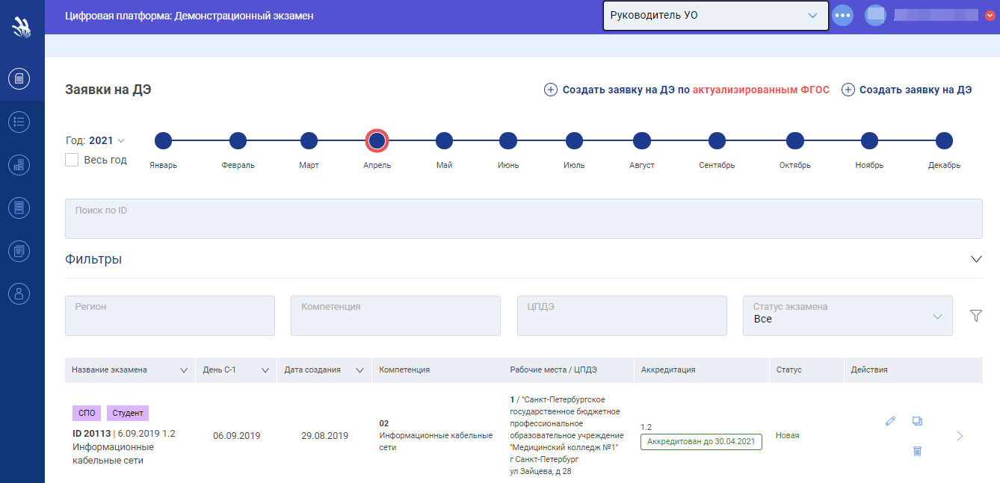 Цифровая платформа: Демонстрационный экзамен
Руководитель УО
Заявки на ДЭ
Создать заявку на ДЭ по актуализированным ФГОС
Создать заявку на ДЭ
Год: 2021
Весь год
Январь
Февраль
Март
Апрель
Май
Июнь
Июль
Август
Сентябрь
Октябрь
Ноябрь
Декабрь
Поиск по ID
Фильтры
Регион
Компетенция
ЦПДЭ
Статус экзамена
Все
Название экзамена
День С-1
Дата создания
Компетенция
Рабочие места / ЦПДЭ
Аккредитация
Статус
Действия
СПО
Студент
ID 20113 | 6.09.2019 1.2
Информационные
кабельные сети
06.09.2019
29.08.2019
02
Информационные кабельные
сети
1 / "Санкт-Петербургское
государственное бюджетное
профессиональное
образовательное учреждение
"Медицинский колледж №1"
г Санкт-Петербург
ул Зайцева, д 28
1.2
Аккредитован до 30.04.2021
Новая